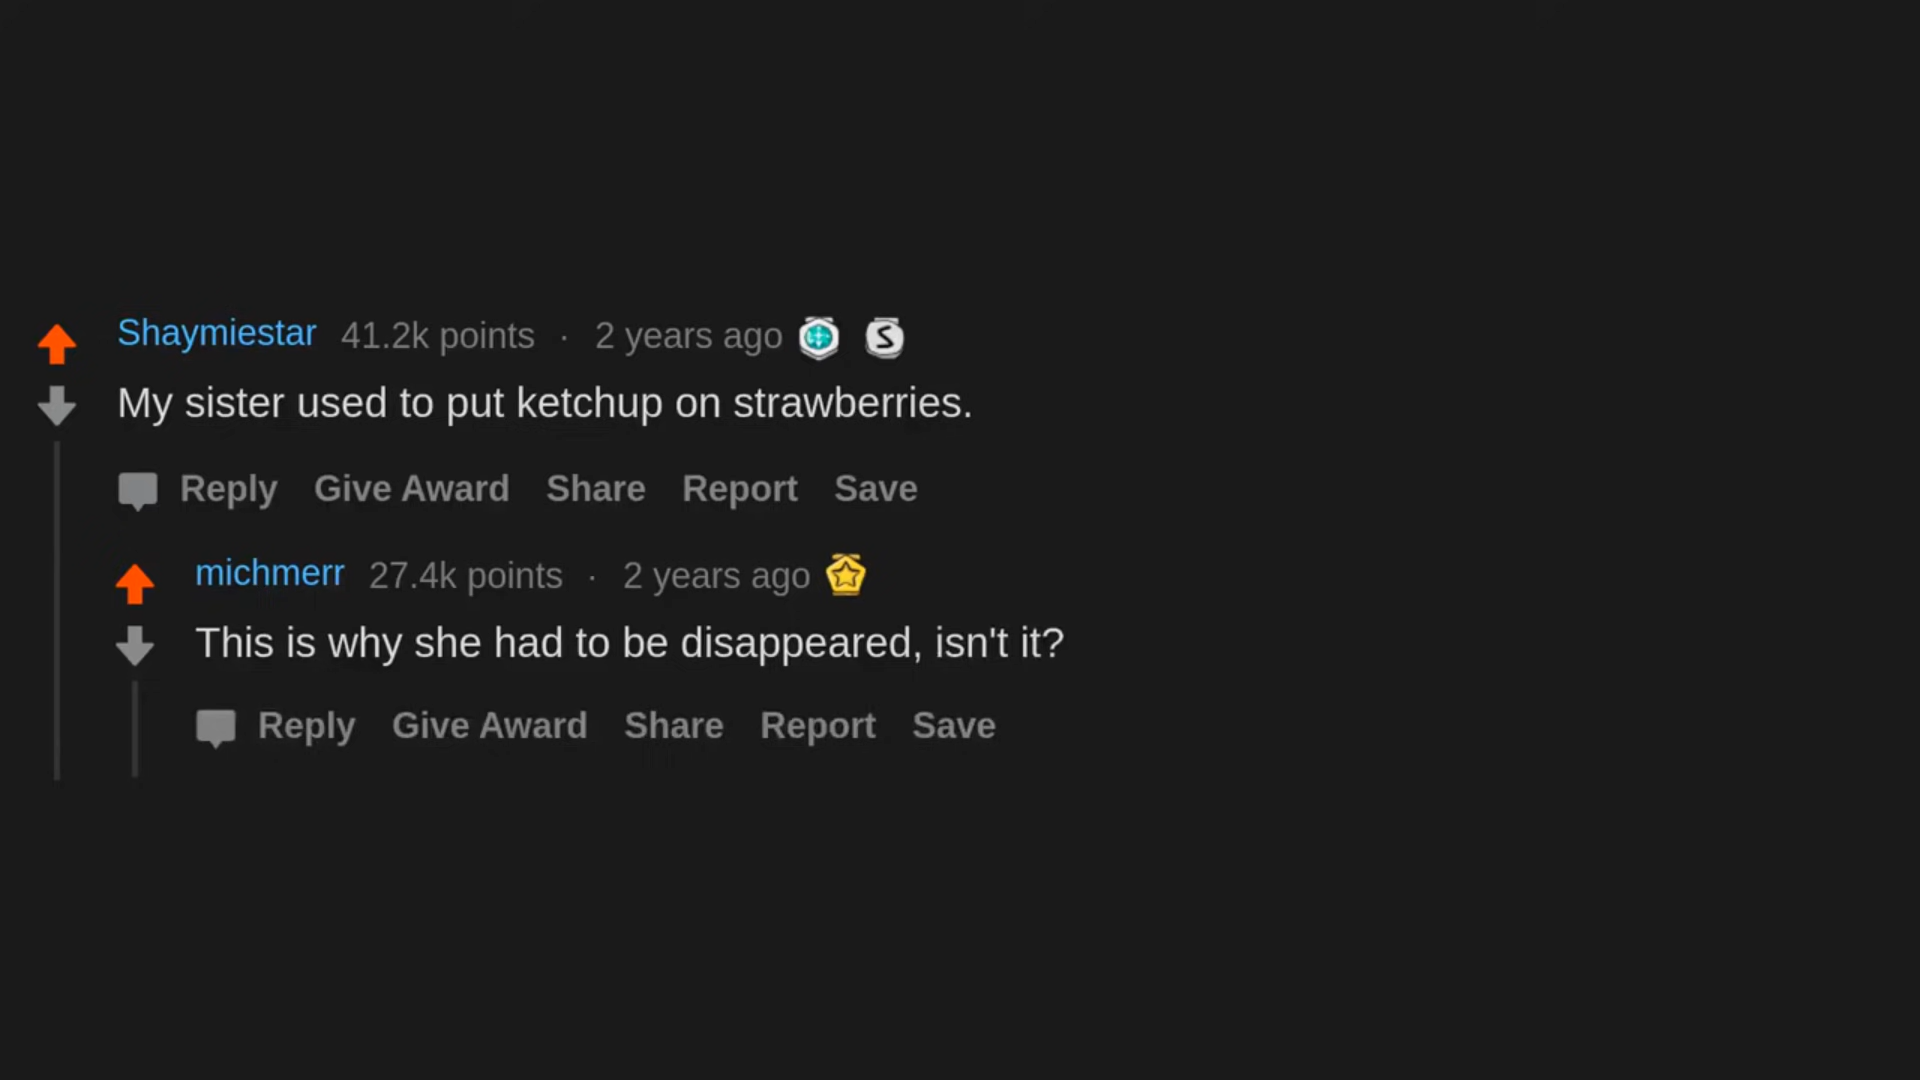 Shaymiestar 41.2k points · 2 years ago
My sister used to put ketchup on strawberries.
Reply Give Award Share Report Save
michmerr 27.4k points · 2 years ago
This is why she had to be disappeared, isn't it?
Reply Give Award Share Report Save